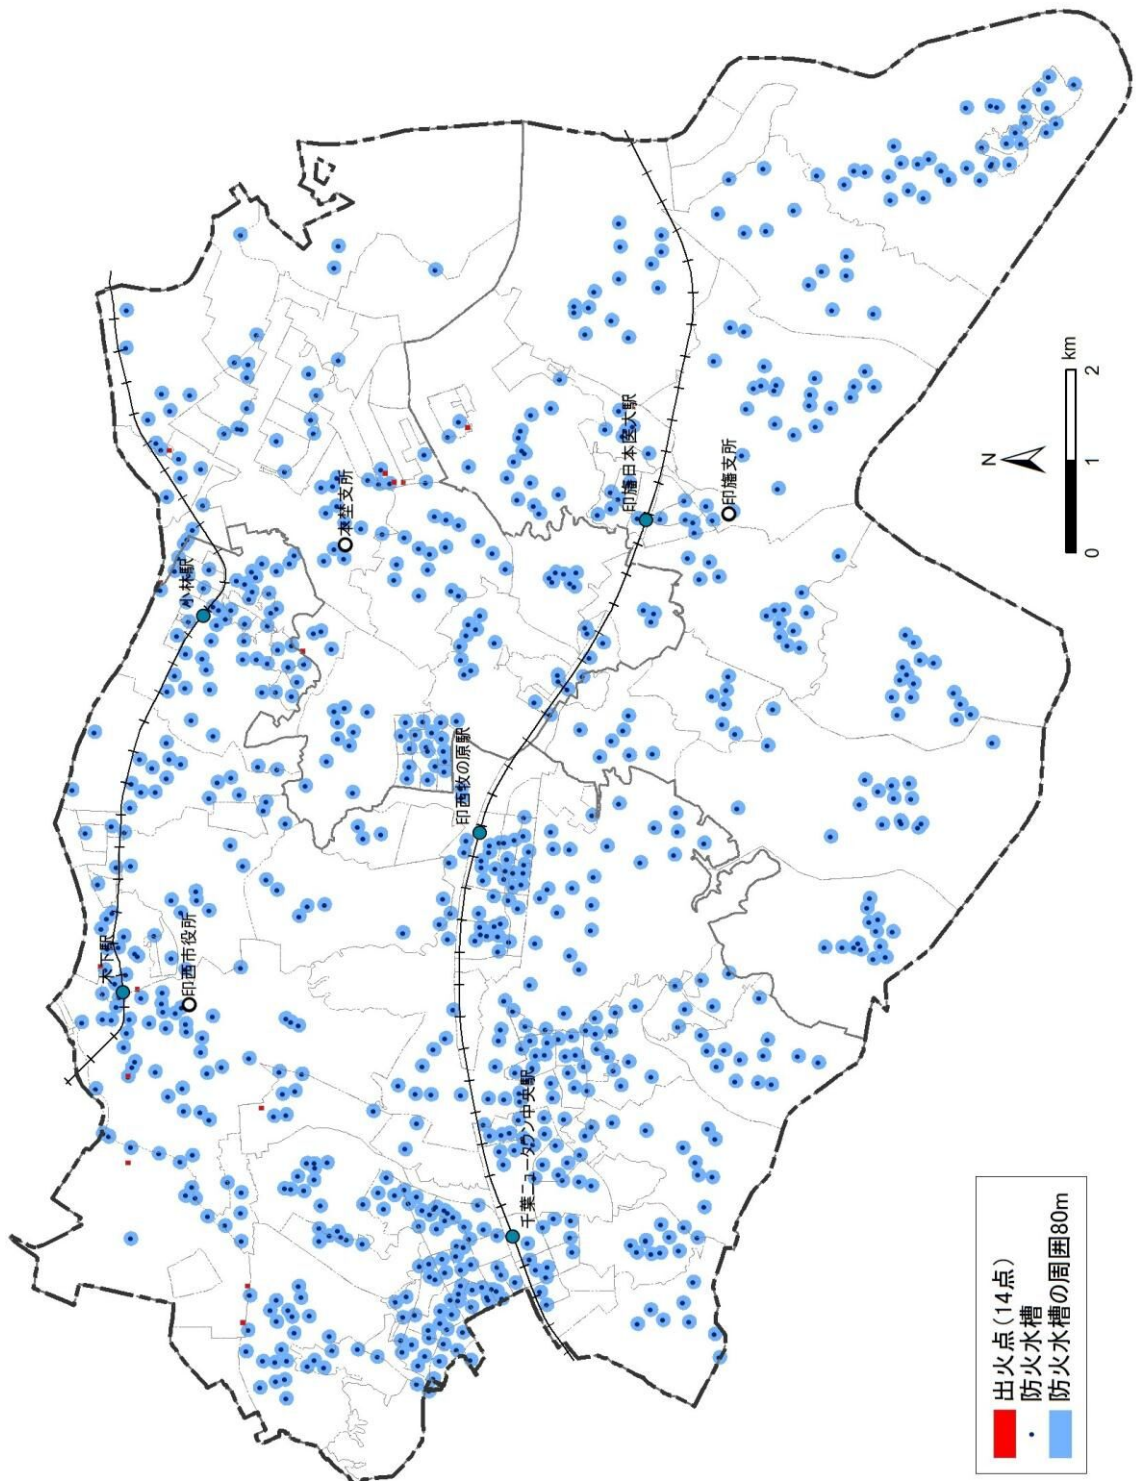 小林駅
木下駅
印西市役所
本埜支所
印西牧の原駅
印旛日本医大駅
印旛支所
千葉ニュータウン中央駅
N
0 1 2 km
出火点(14点)
防火水槽
防火水槽の周囲80m